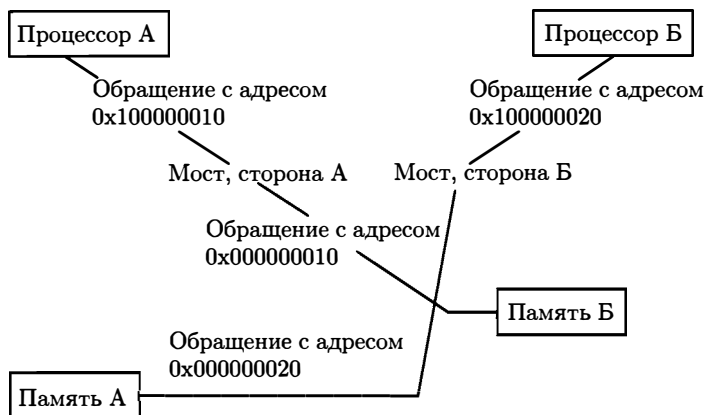 Процессор А
Процессор Б
Обращение с адресом
0x100000010
Обращение с адресом
0x100000020
Мост, сторона А
Мост, сторона Б
Обращение с адресом
0x000000010
Память Б
Обращение с адресом
0x000000020
Память А